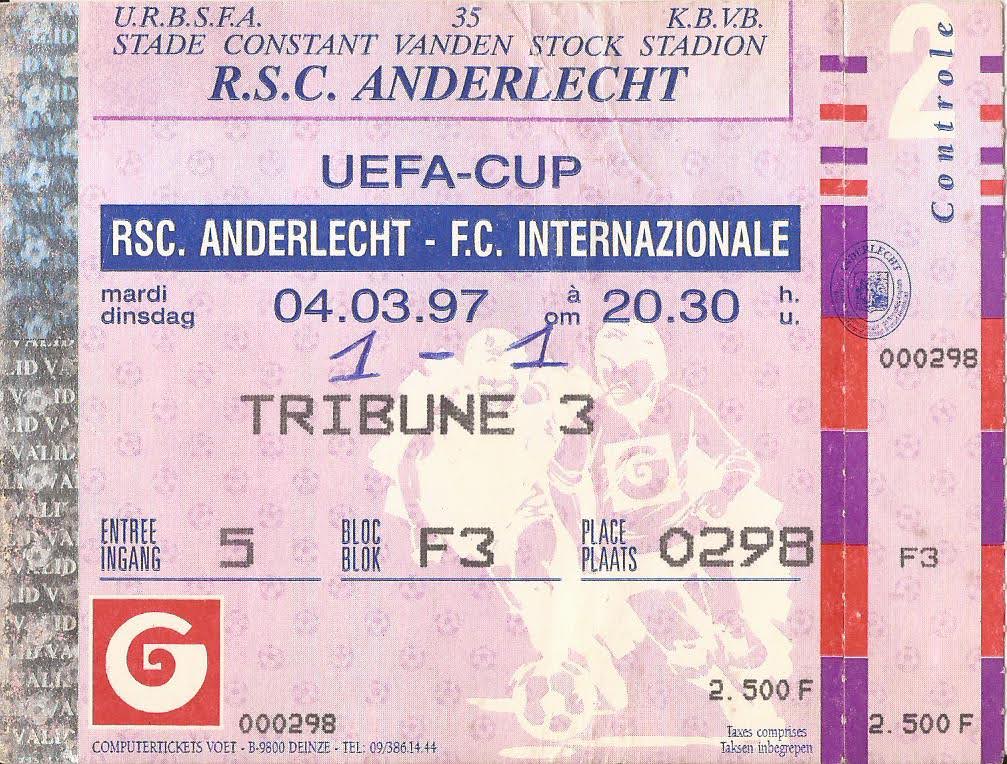 U.R.B.S.F.A. 35 K.B.V.B.
STADE CONSTANT VANDEN STOCK STADION
R.S.C. ANDERLECHT
UEFA-CUP
RSC. ANDERLECHT - F.C. INTERNAZIONALE
mardi
dinsdag
04.03.97
à
om
20.30
h.
u.
1 - 1
TRIBUNE 3
ENTREE
INGANG
5
BLOC
BLOK
F3
PLACE
PLAATS
0298
G
2.500 F
000298
COMPUTERTICKETS VOET - B-9800 DEINZE - TEL: 09/386.14.44
Taxes comprises
Taksen inbegrepen
2
Controle
ANDERLECHT
000298
F3
2.500 F
VALID